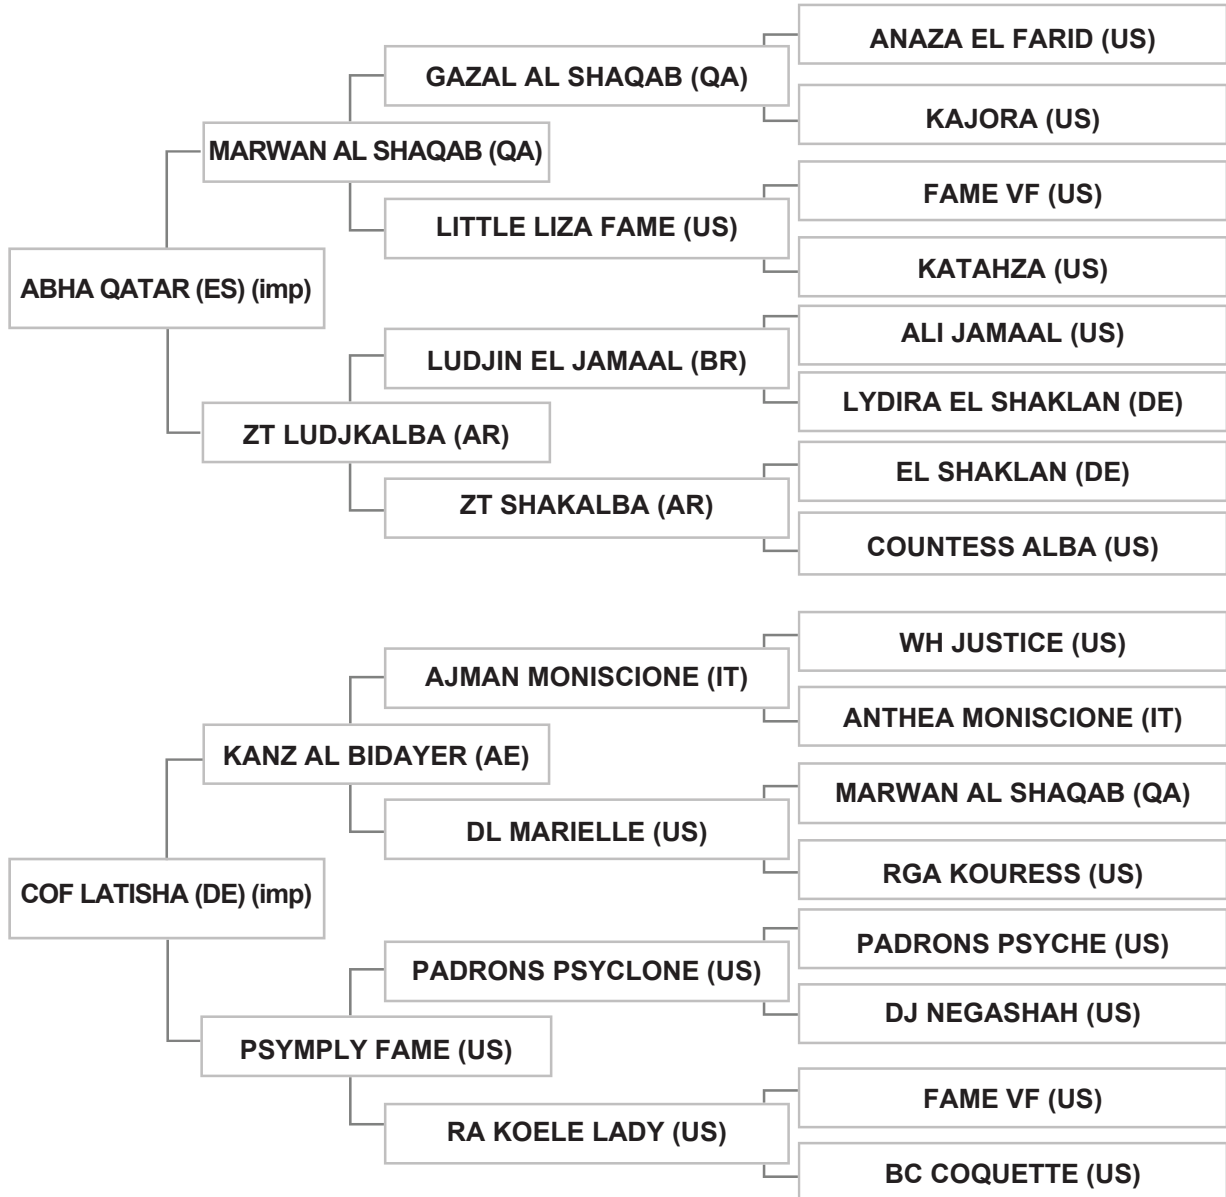 ANAZA EL FARID (US)
GAZAL AL SHAQAB (QA)
KAJORA (US)
MARWAN AL SHAQAB (QA)
FAME VF (US)
LITTLE LIZA FAME (US)
KATAHZA (US)
ABHA QATAR (ES) (imp)
ALI JAMAAL (US)
LUDJIN EL JAMAAL (BR)
LYDIRA EL SHAKLAN (DE)
ZT LUDJKALBA (AR)
EL SHAKLAN (DE)
ZT SHAKALBA (AR)
COUNTESS ALBA (US)
WH JUSTICE (US)
AJMAN MONISCIONE (IT)
ANTHEA MONISCIONE (IT)
KANZ AL BIDAYER (AE)
MARWAN AL SHAQAB (QA)
DL MARIELLE (US)
RGA KOURESS (US)
COF LATISHA (DE) (imp)
PADRONS PSYCHE (US)
PADRONS PSYCLONE (US)
DJ NEGASHAH (US)
PSYMPLY FAME (US)
FAME VF (US)
RA KOELE LADY (US)
BC COQUETTE (US)